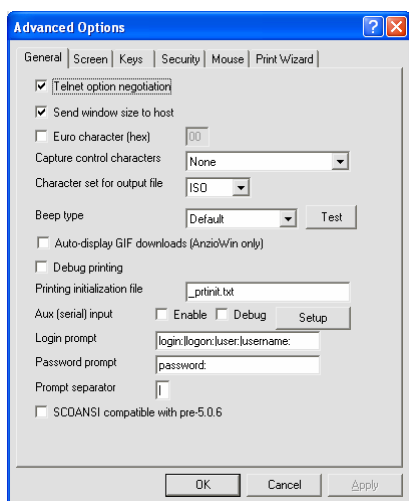 Advanced Options
General Screen Keys Security Mouse Print Wizard
Telnet option negotiation
Send window size to host
Euro character (hex) 00
Capture control characters None
Character set for output file ISO
Beep type Default Test
Auto-display GIF downloads (AnzioWin only)
Debug printing
Printing initialization file _prtinit.txt
Aux (serial) input Enable Debug Setup
Login prompt login:|logon:|user:|username:
Password prompt password:
Prompt separator |
SCOANSI compatible with pre-5.0.6
OK Cancel Apply